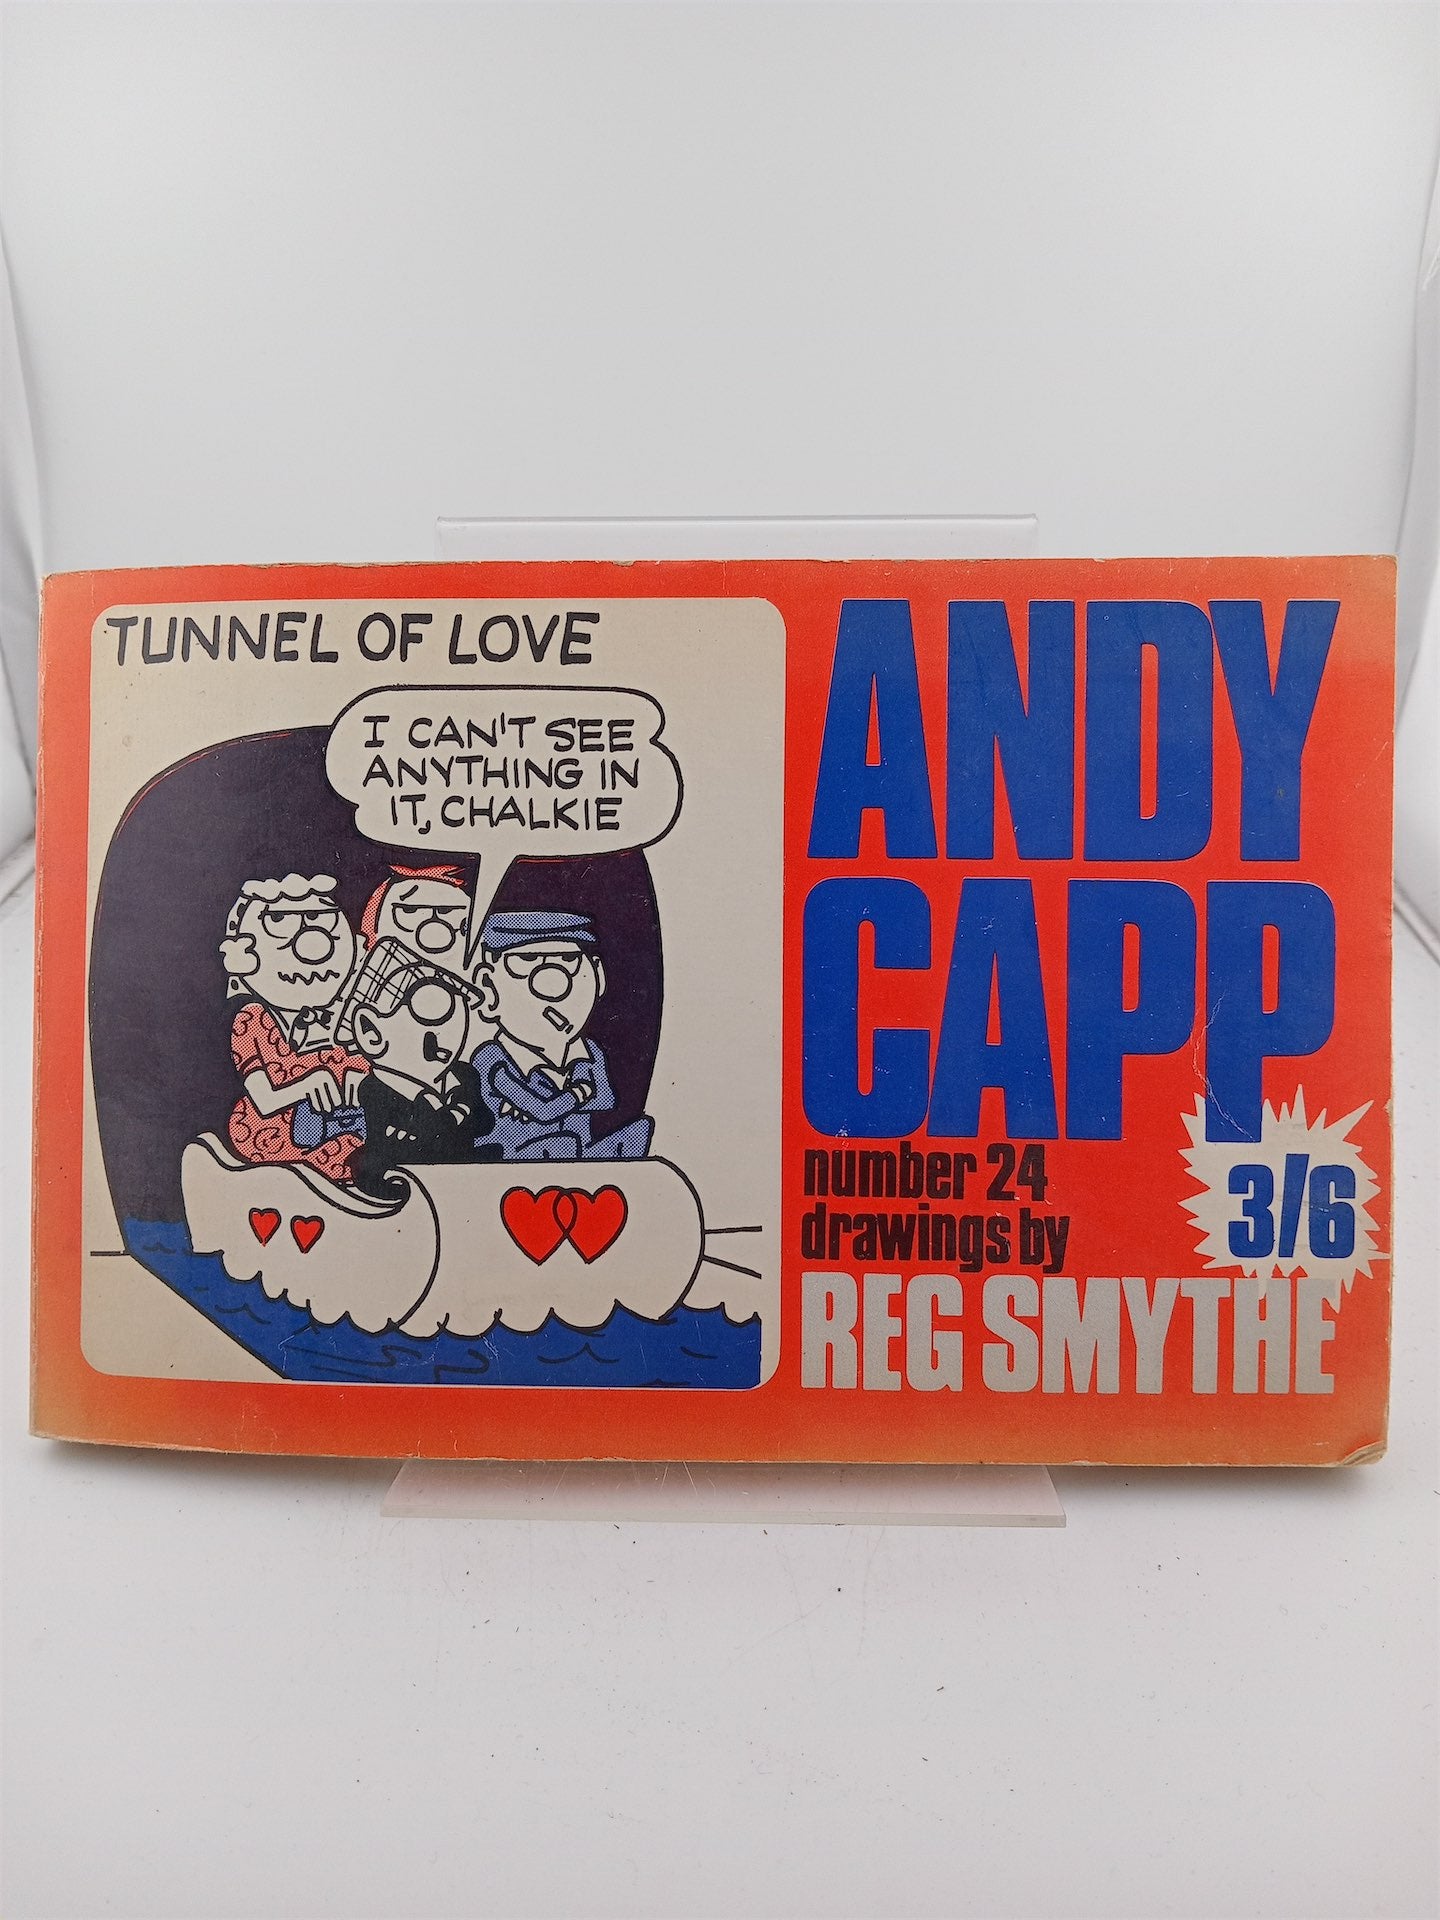 TUNNEL OF LOVE
I CAN'T SEE
ANYTHING IN
IT, CHALKIE
ANDY
CAPP
number 24
drawings by
3/6
REG SMYTHE